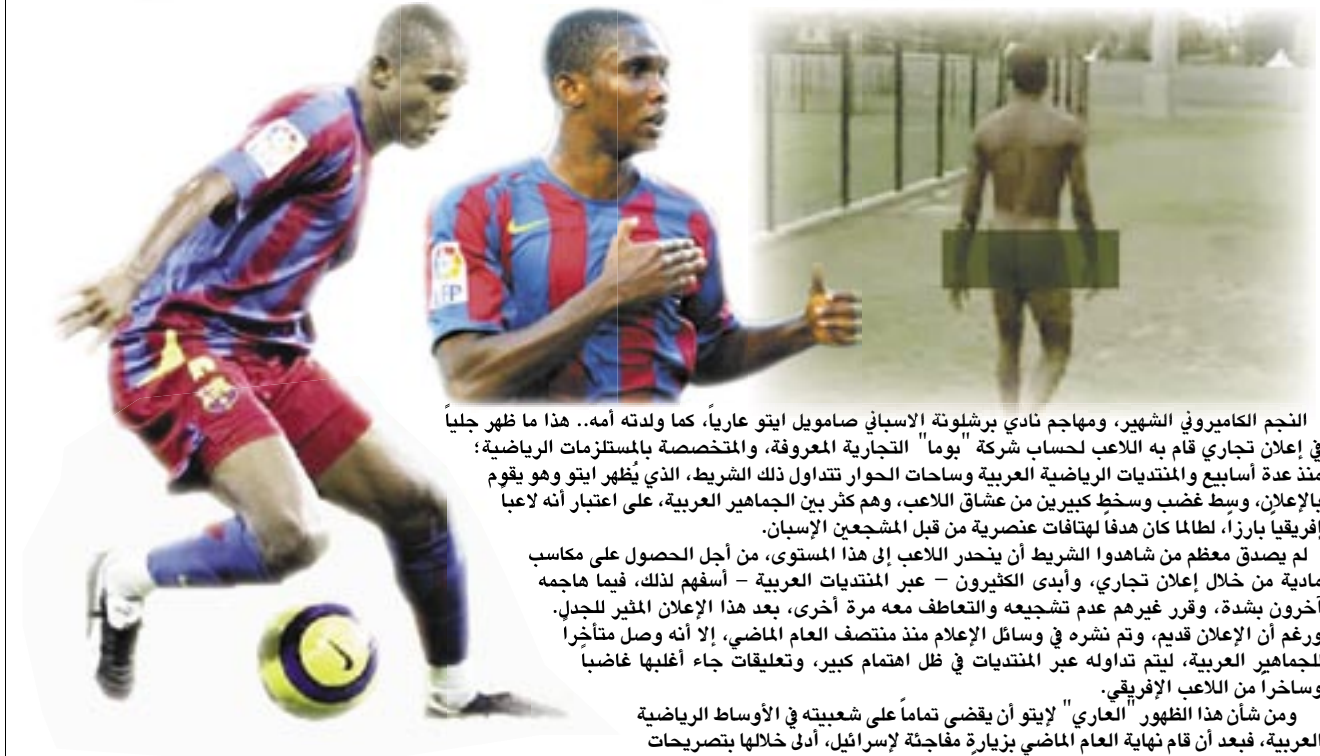 النجم الكاميروني الشهير، ومهاجم نادي برشلونة الاسباني صامويل ايتو عارياً، كما ولدته أمه.. هذا ما ظهر جلياً
في إعلان تجاري قام به اللاعب لحساب شركة "بوما" التجارية المعروفة، والمتخصصة بالمستلزمات الرياضية؛
منذ عدة أسابيع والمنتديات الرياضية العربية وساحات الحوار تتداول ذلك الشريط، الذي يُظهر ايتو وهو يقوم
بالإعلان، وسط غضب وسخط كبيرين من عشاق اللاعب، وهم كثر بين الجماهير العربية، على اعتبار أنه لاعباً
إفريقياً بارزاً، لطالما كان هدفاً لهتافات عنصرية من قبل المشجعين الإسبان.
لم يصدق معظم من شاهدوا الشريط أن ينحدر اللاعب إلى هذا المستوى، من أجل الحصول على مكاسب
مادية من خلال إعلان تجاري، وأبدى الكثيرون – عبر المنتديات العربية – أسفهم لذلك، فيما هاجمه
آخرون بشدة، وقرر غيرهم عدم تشجيعه والتعاطف معه مرة أخرى، بعد هذا الإعلان المثير للجدل.
ورغم أن الإعلان قديم، وتم نشره في وسائل الإعلام منذ منتصف العام الماضي، إلا أنه وصل متأخراً
للجماهير العربية، ليتم تداوله عبر المنتديات في ظل اهتمام كبير، وتعليقات جاء أغلبها غاضباً
وساخراً من اللاعب الإفريقي.
ومن شأن هذا الظهور "العاري" لإيتو أن يقضى تماماً على شعبيته في الأوساط الرياضية
العربية، فبعد أن قام نهاية العام الماضي بزيارة مفاجئة لإسرائيل، أدلى خلالها بتصريحات